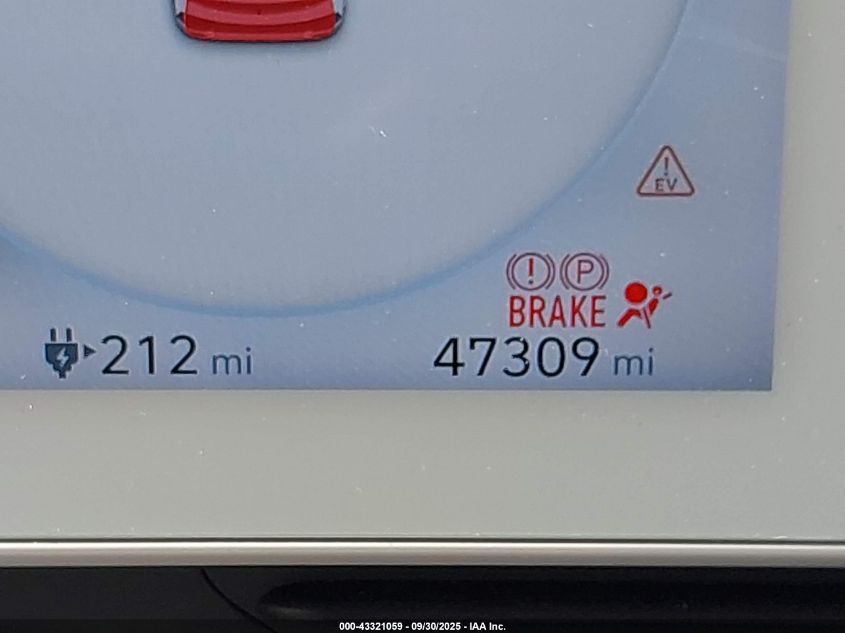 EV
! P
BRAKE
212 mi
47309 mi
000-43321059 - 09/30/2025 - IAA Inc.